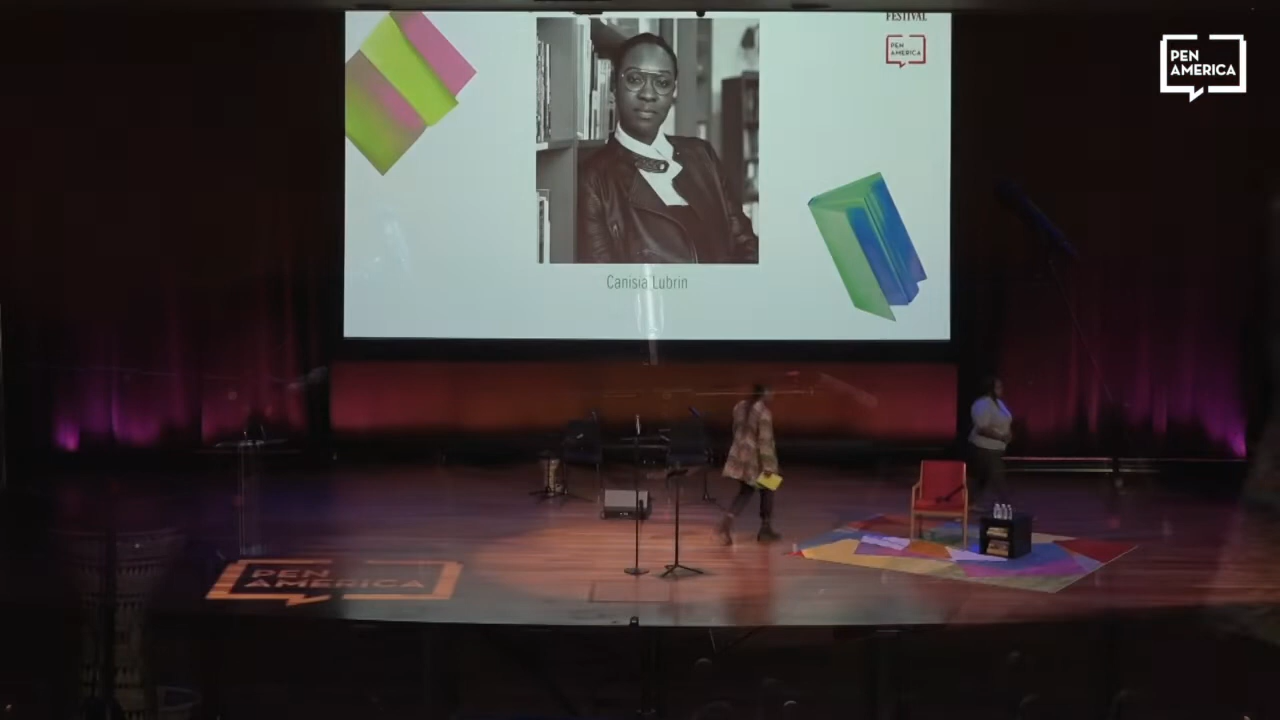 FESTIVAL
PEN
AMERICA
PEN
AMERICA
Canisia Lubrin
PEN
AMERICA